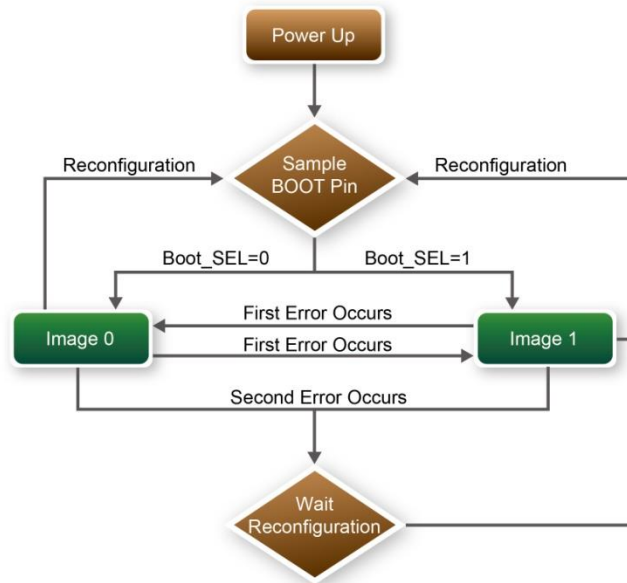 Power Up
Reconfiguration
Sample
BOOT Pin
Reconfiguration
Boot_SEL=0
Boot_SEL=1
First Error Occurs
Image 0
First Error Occurs
Image 1
Second Error Occurs
Wait
Reconfiguration